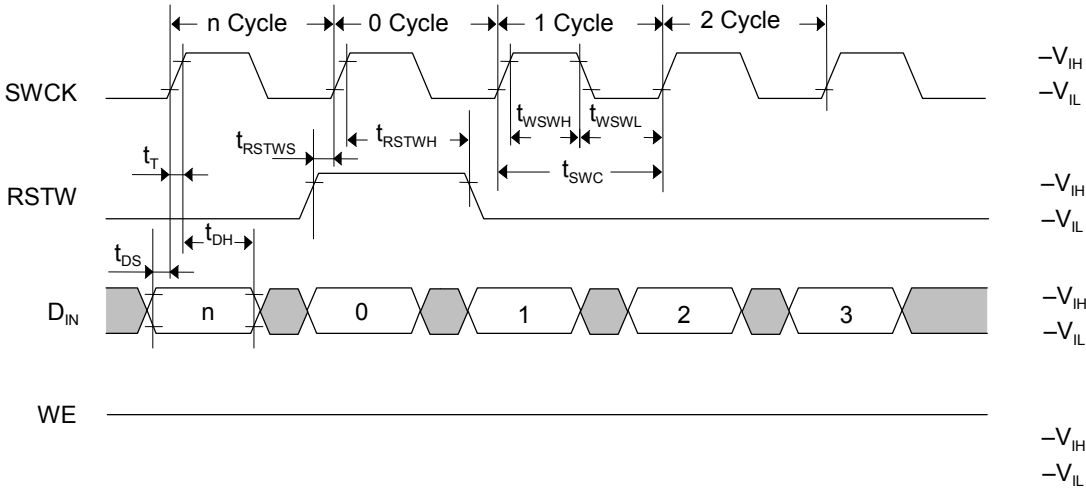 n Cycle 0 Cycle 1 Cycle 2 Cycle
SWCK
–VIH
–VIL
tWSWH tWSWL
tRSTWS tRSTWH
tT
tSWC
RSTW
–VIH
–VIL
tDH
tDS
DIN
n 0 1 2 3
–VIH
–VIL
WE
–VIH
–VIL